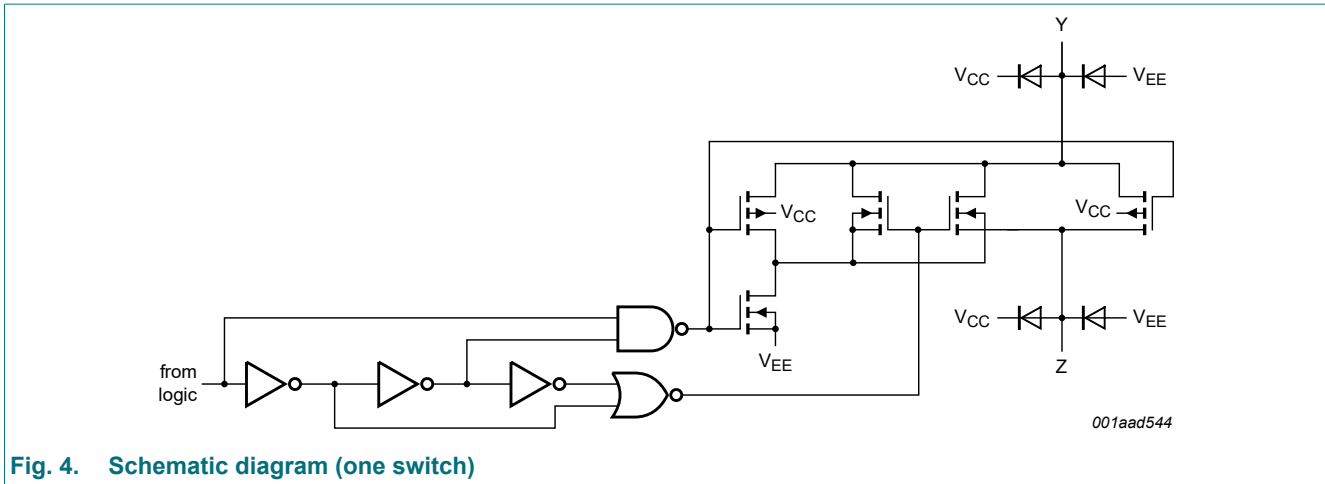 Y
VCC VEE
VCC VCC
VCC VEE
VEE Z
from
logic
001aad544
Fig. 4. Schematic diagram (one switch)